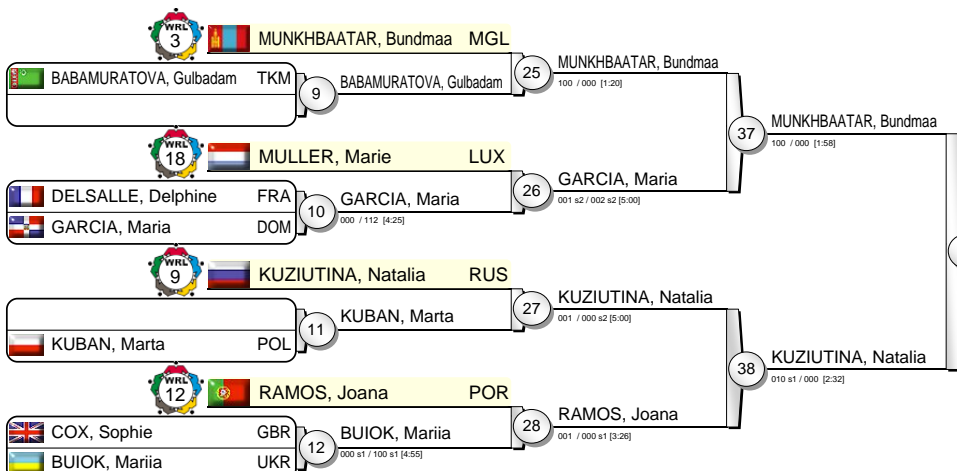 WRL
3
MUNKHBAATAR, Bundmaa MGL
BABAMURATOVA, Gulbadam TKM
9
BABAMURATOVA, Gulbadam
25
MUNKHBAATAR, Bundmaa
100 / 000 [1:20]
37
MUNKHBAATAR, Bundmaa
100 / 000 [1:58]
WRL
18
MULLER, Marie LUX
DELSALLE, Delphine FRA
GARCIA, Maria DOM
10
GARCIA, Maria
000 / 112 [4:25]
26
GARCIA, Maria
001 s2 / 002 s2 [5:00]
WRL
9
KUZIUTINA, Natalia RUS
KUBAN, Marta POL
11
KUBAN, Marta
27
KUZIUTINA, Natalia
001 / 000 s2 [5:00]
38
KUZIUTINA, Natalia
010 s1 / 000 [2:32]
WRL
12
RAMOS, Joana POR
COX, Sophie GBR
BUIOK, Mariia UKR
12
BUIOK, Mariia
000 s1 / 100 s1 [4:55]
28
RAMOS, Joana
001 / 000 s1 [3:26]